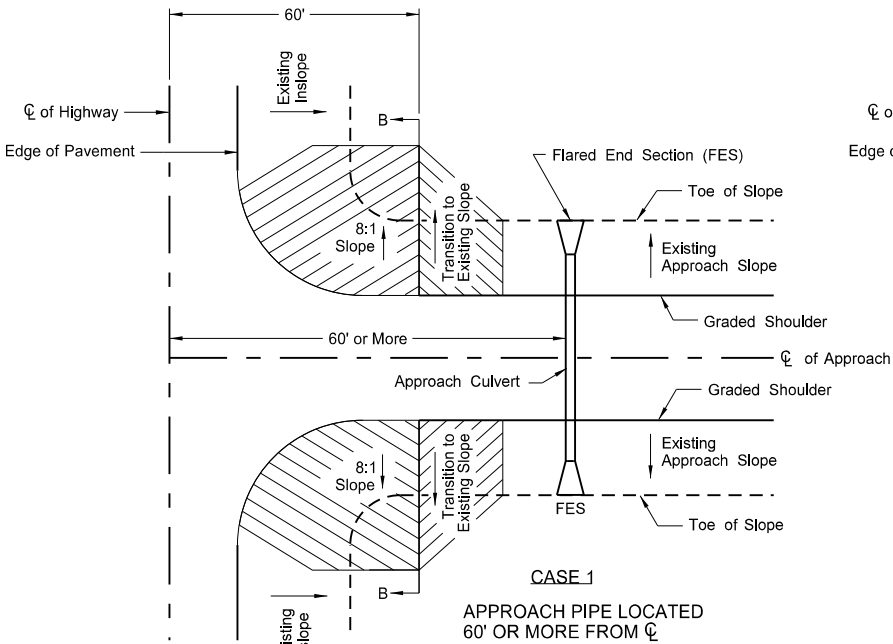 60'
Existing
Inslope
℄ of Highway
℄ o
B
Edge of Pavement
Edge
Flared End Section (FES)
Toe of Slope
8:1
Slope
Transition to
Existing Slope
Existing
Approach Slope
Graded Shoulder
60' or More
℄ of Approach
Approach Culvert
Graded Shoulder
8:1
Slope
Transition to
Existing Slope
Existing
Approach Slope
FES
Toe of Slope
CASE 1
B
APPROACH PIPE LOCATED
60' OR MORE FROM ℄